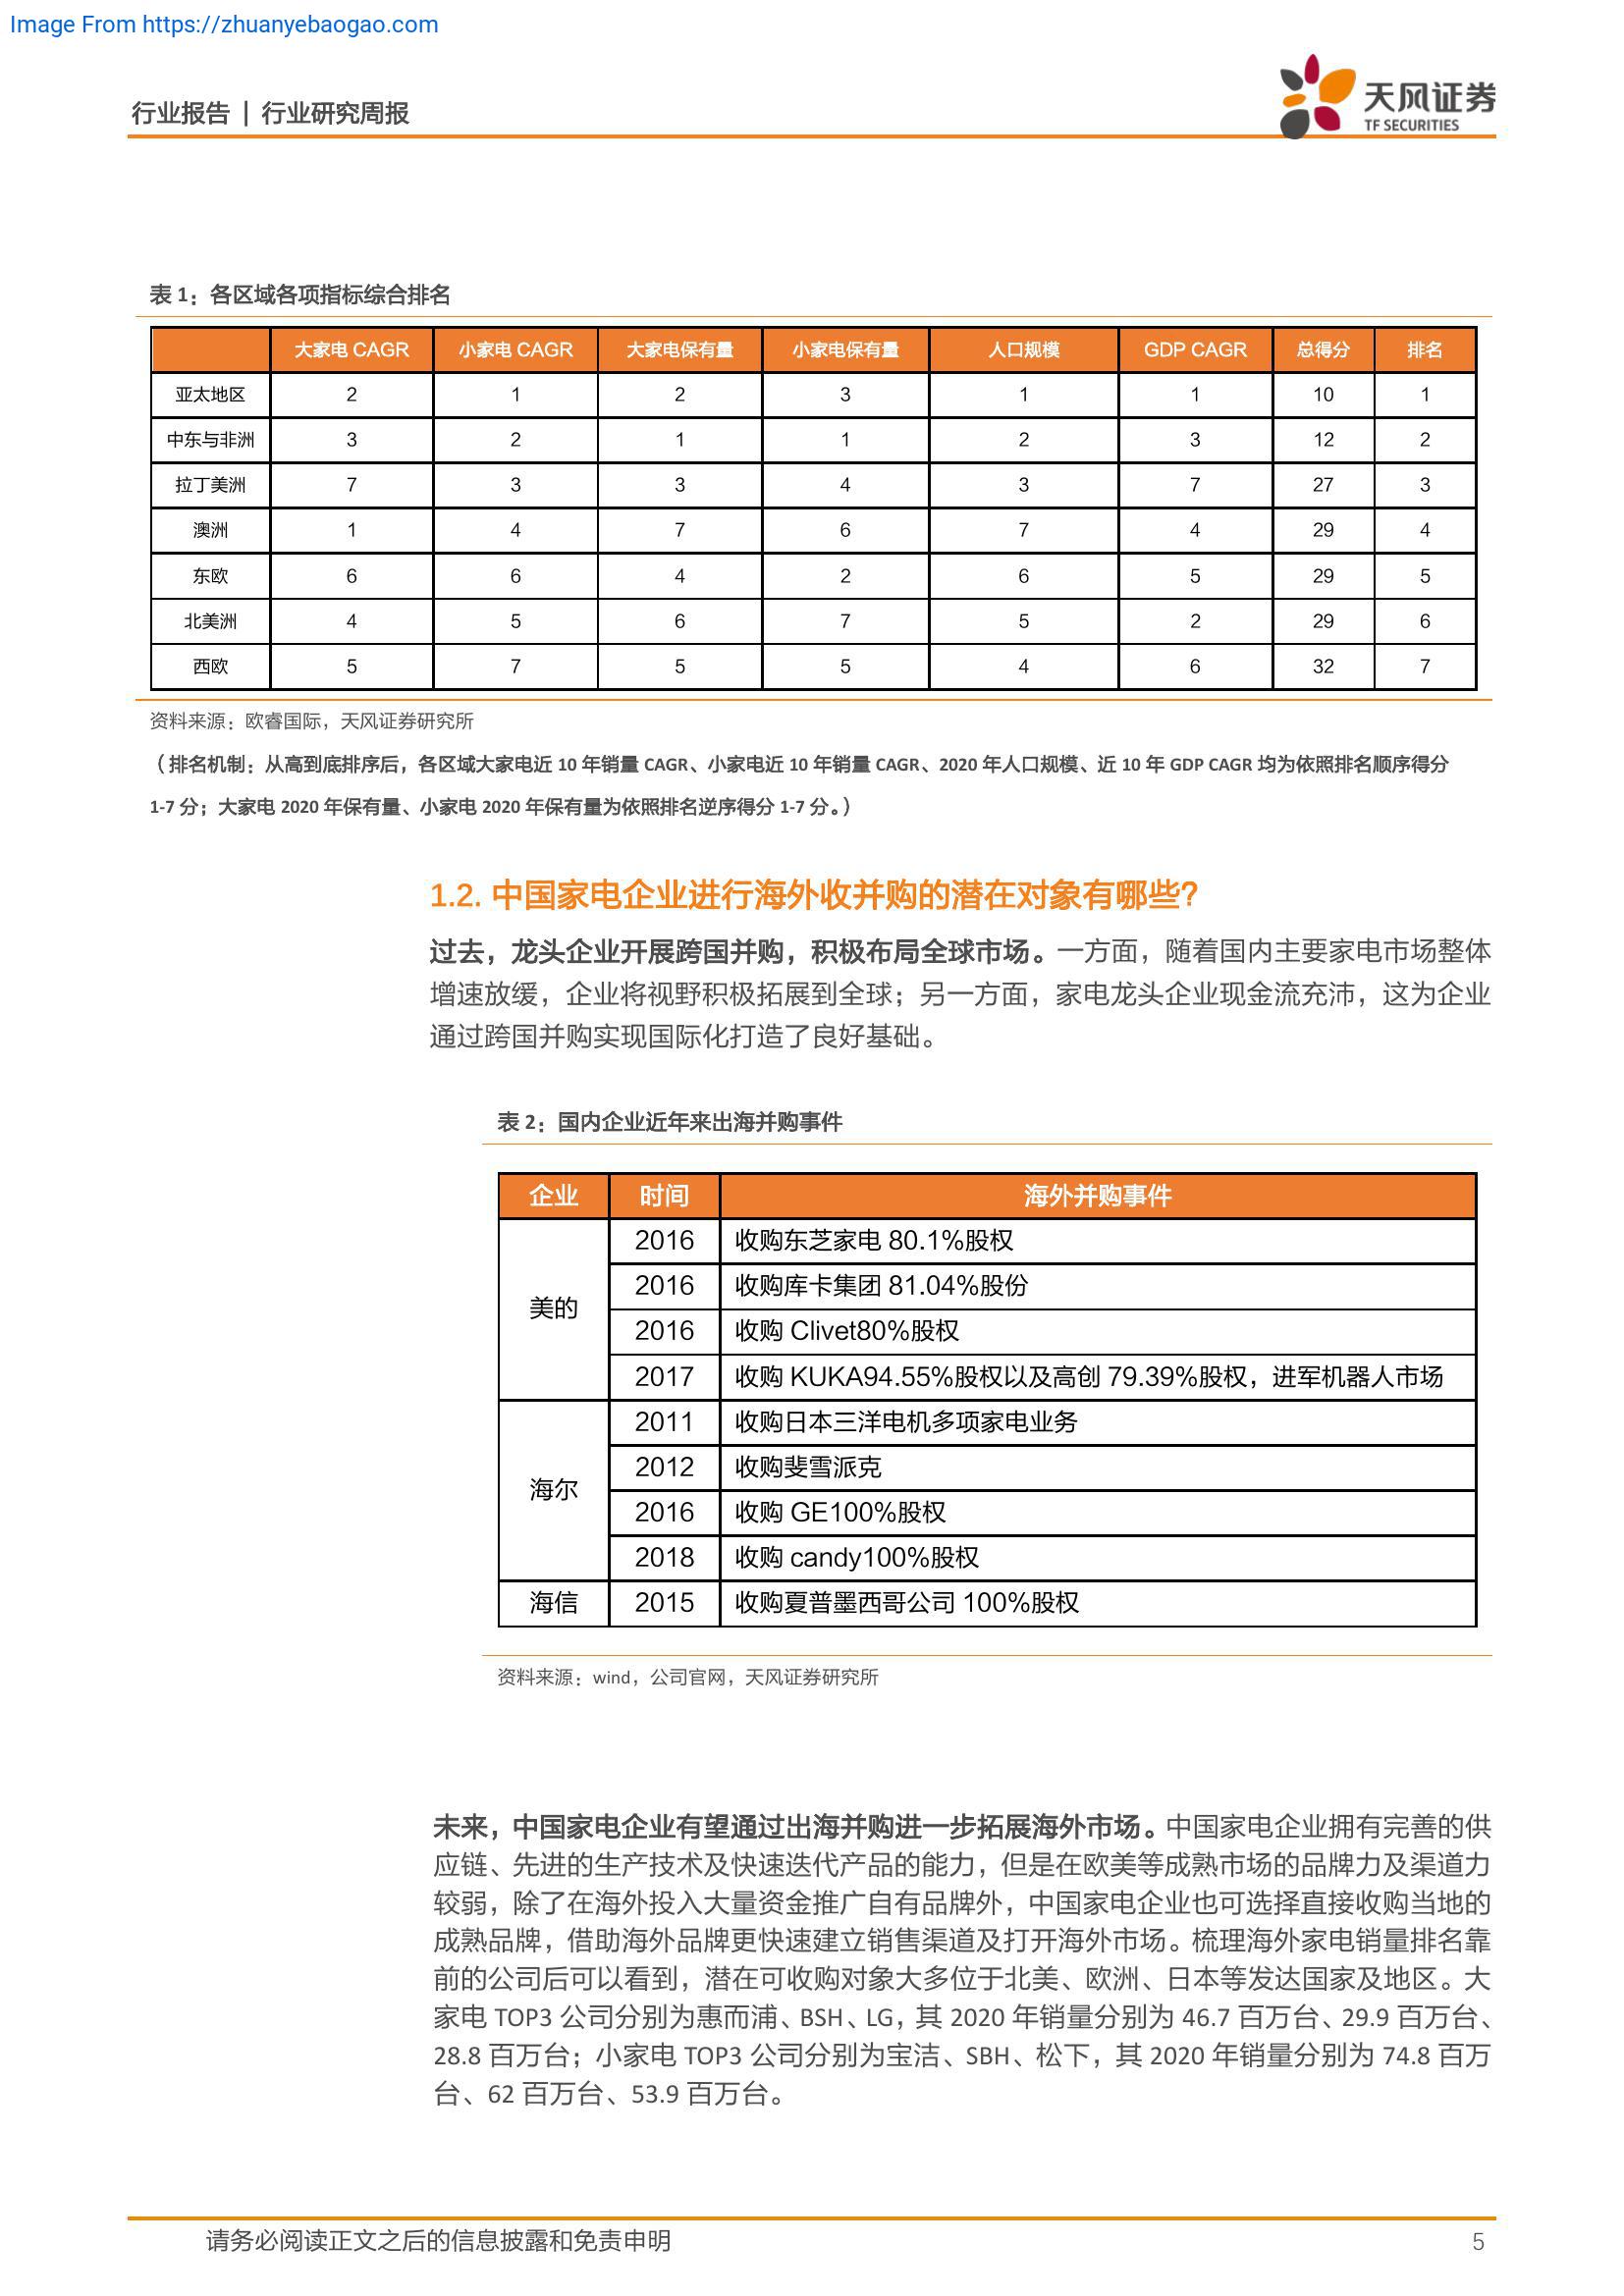 Image From https://zhuanyebaogao.com
行业报告 | 行业研究周报
天风证券
TF SECURITIES
表 1：各区域各项指标综合排名
大家电 CAGR 小家电 CAGR 大家电保有量 小家电保有量 人口规模 GDP CAGR 总得分 排名
亚太地区 2 1 2 3 1 1 10 1
中东与非洲 3 2 1 1 2 3 12 2
拉丁美洲 7 3 3 4 3 7 27 3
澳洲 1 4 7 6 7 4 29 4
东欧 6 6 4 2 6 5 29 5
北美洲 4 5 6 7 5 2 29 6
西欧 5 7 5 5 4 6 32 7
资料来源：欧睿国际，天风证券研究所
（排名机制：从高到底排序后，各区域大家电近 10 年销量 CAGR、小家电近 10 年销量 CAGR、2020 年人口规模、近 10 年 GDP CAGR 均为依照排名顺序得分
1-7 分；大家电 2020 年保有量、小家电 2020 年保有量为依照排名逆序得分 1-7 分。）
1.2. 中国家电企业进行海外收并购的潜在对象有哪些？
过去，龙头企业开展跨国并购，积极布局全球市场。一方面，随着国内主要家电市场整体
增速放缓，企业将视野积极拓展到全球；另一方面，家电龙头企业现金流充沛，这为企业
通过跨国并购实现国际化打造了良好基础。
表 2：国内企业近年来出海并购事件
企业 时间 海外并购事件
美的 2016 收购东芝家电 80.1%股权
2016 收购库卡集团 81.04%股份
2016 收购 Clivet80%股权
2017 收购 KUKA94.55%股权以及高创 79.39%股权，进军机器人市场
海尔 2011 收购日本三洋电机多项家电业务
2012 收购斐雪派克
2016 收购 GE100%股权
2018 收购 candy100%股权
海信 2015 收购夏普墨西哥公司 100%股权
资料来源：wind，公司官网，天风证券研究所
未来，中国家电企业有望通过出海并购进一步拓展海外市场。中国家电企业拥有完善的供
应链、先进的生产技术及快速迭代产品的能力，但是在欧美等成熟市场的品牌力及渠道力
较弱，除了在海外投入大量资金推广自有品牌外，中国家电企业也可选择直接收购当地的
成熟品牌，借助海外品牌更快速建立销售渠道及打开海外市场。梳理海外家电销量排名靠
前的公司后可以看到，潜在可收购对象大多位于北美、欧洲、日本等发达国家及地区。大
家电 TOP3 公司分别为惠而浦、BSH、LG，其 2020 年销量分别为 46.7 百万台、29.9 百万台、
28.8 百万台；小家电 TOP3 公司分别为宝洁、SBH、松下，其 2020 年销量分别为 74.8 百万
台、62 百万台、53.9 百万台。
请务必阅读正文之后的信息披露和免责申明 5